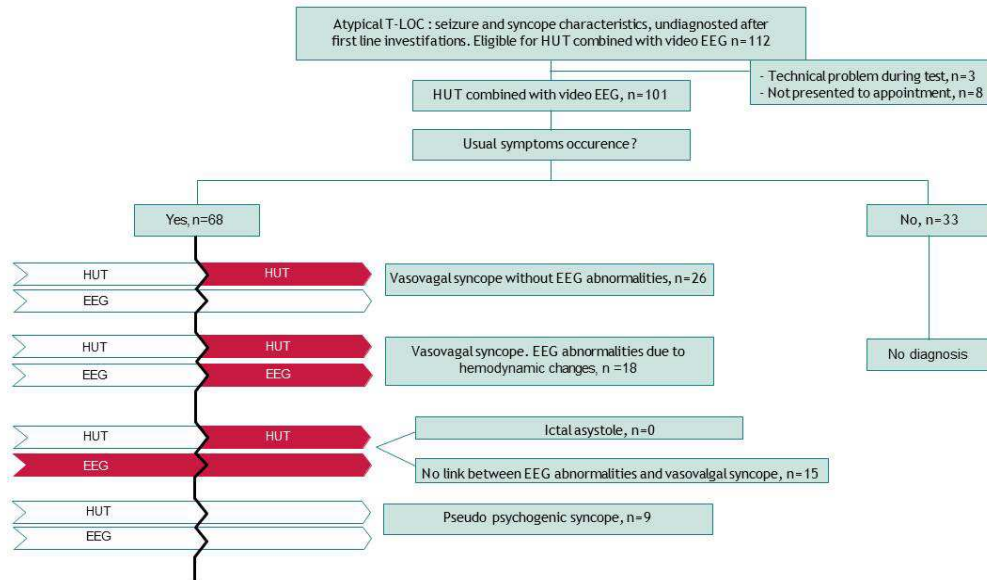 Atypical T-LOC : seizure and syncope characteristics, undiagnosed after
first line investifations. Eligible for HUT combined with video EEG n=112
- Technical problem during test, n=3
- Not presented to appointment, n=8
HUT combined with video EEG, n=101
Usual symptoms occurence?
Yes, n=68
No, n=33
HUT
HUT
EEG
Vasovagal syncope without EEG abnormalities, n=26
HUT
HUT
EEG
EEG
Vasovagal syncope. EEG abnormalities due to
hemodynamic changes, n =18
No diagnosis
HUT
HUT
EEG
Ictal asystole, n=0
No link between EEG abnormalities and vasovalgal syncope, n=15
HUT
EEG
Pseudo psychogenic syncope, n=9